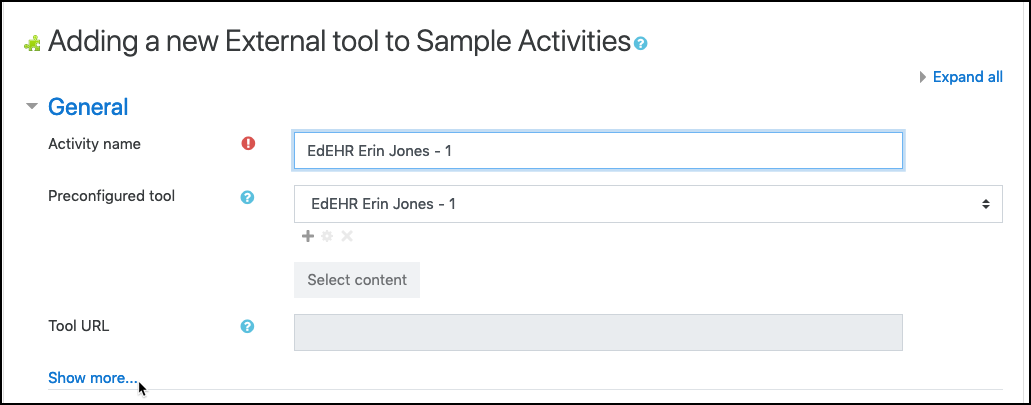 Adding a new External tool to Sample Activities
Expand all
General
Activity name
EdEHR Erin Jones - 1
Preconfigured tool
EdEHR Erin Jones - 1
Select content
Tool URL
Show more...